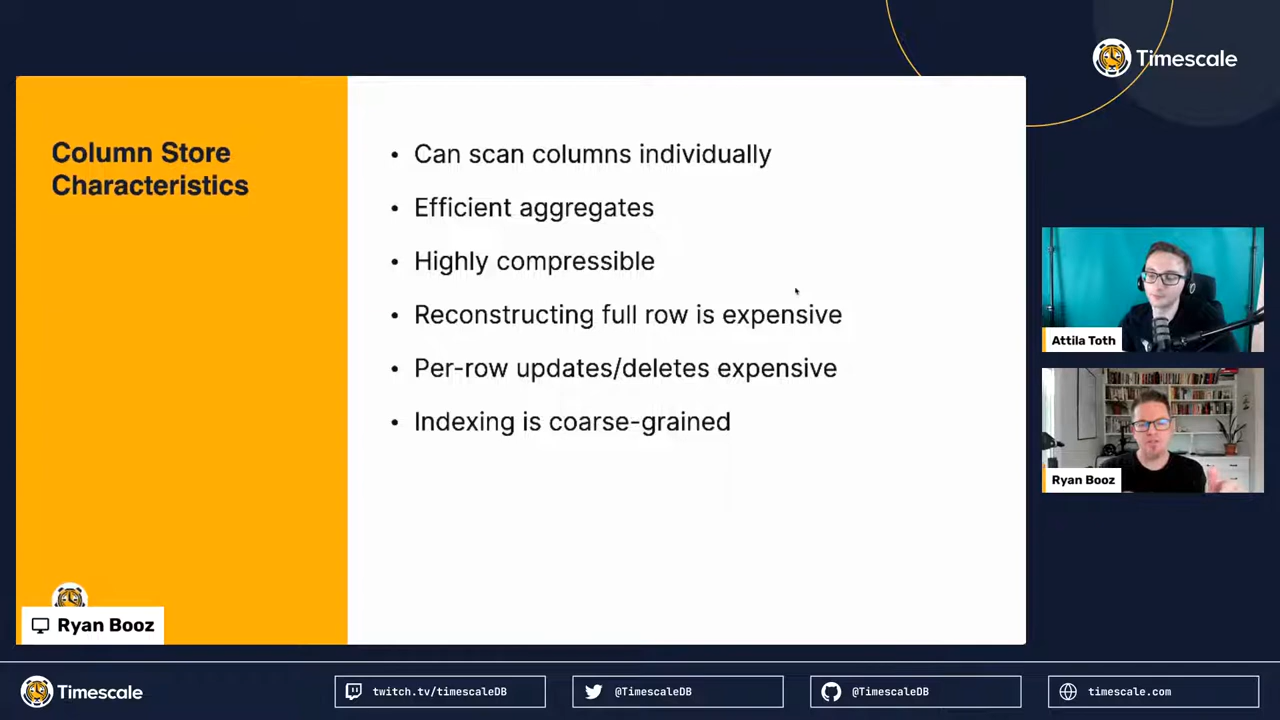 Timescale
Column Store
Characteristics
• Can scan columns individually
• Efficient aggregates
• Highly compressible
• Reconstructing full row is expensive
• Per-row updates/deletes expensive
• Indexing is coarse-grained
Attila Toth
Ryan Booz
Ryan Booz
Timescale
twitch.tv/timescaleDB
@TimescaleDB
@TimescaleDB
timescale.com